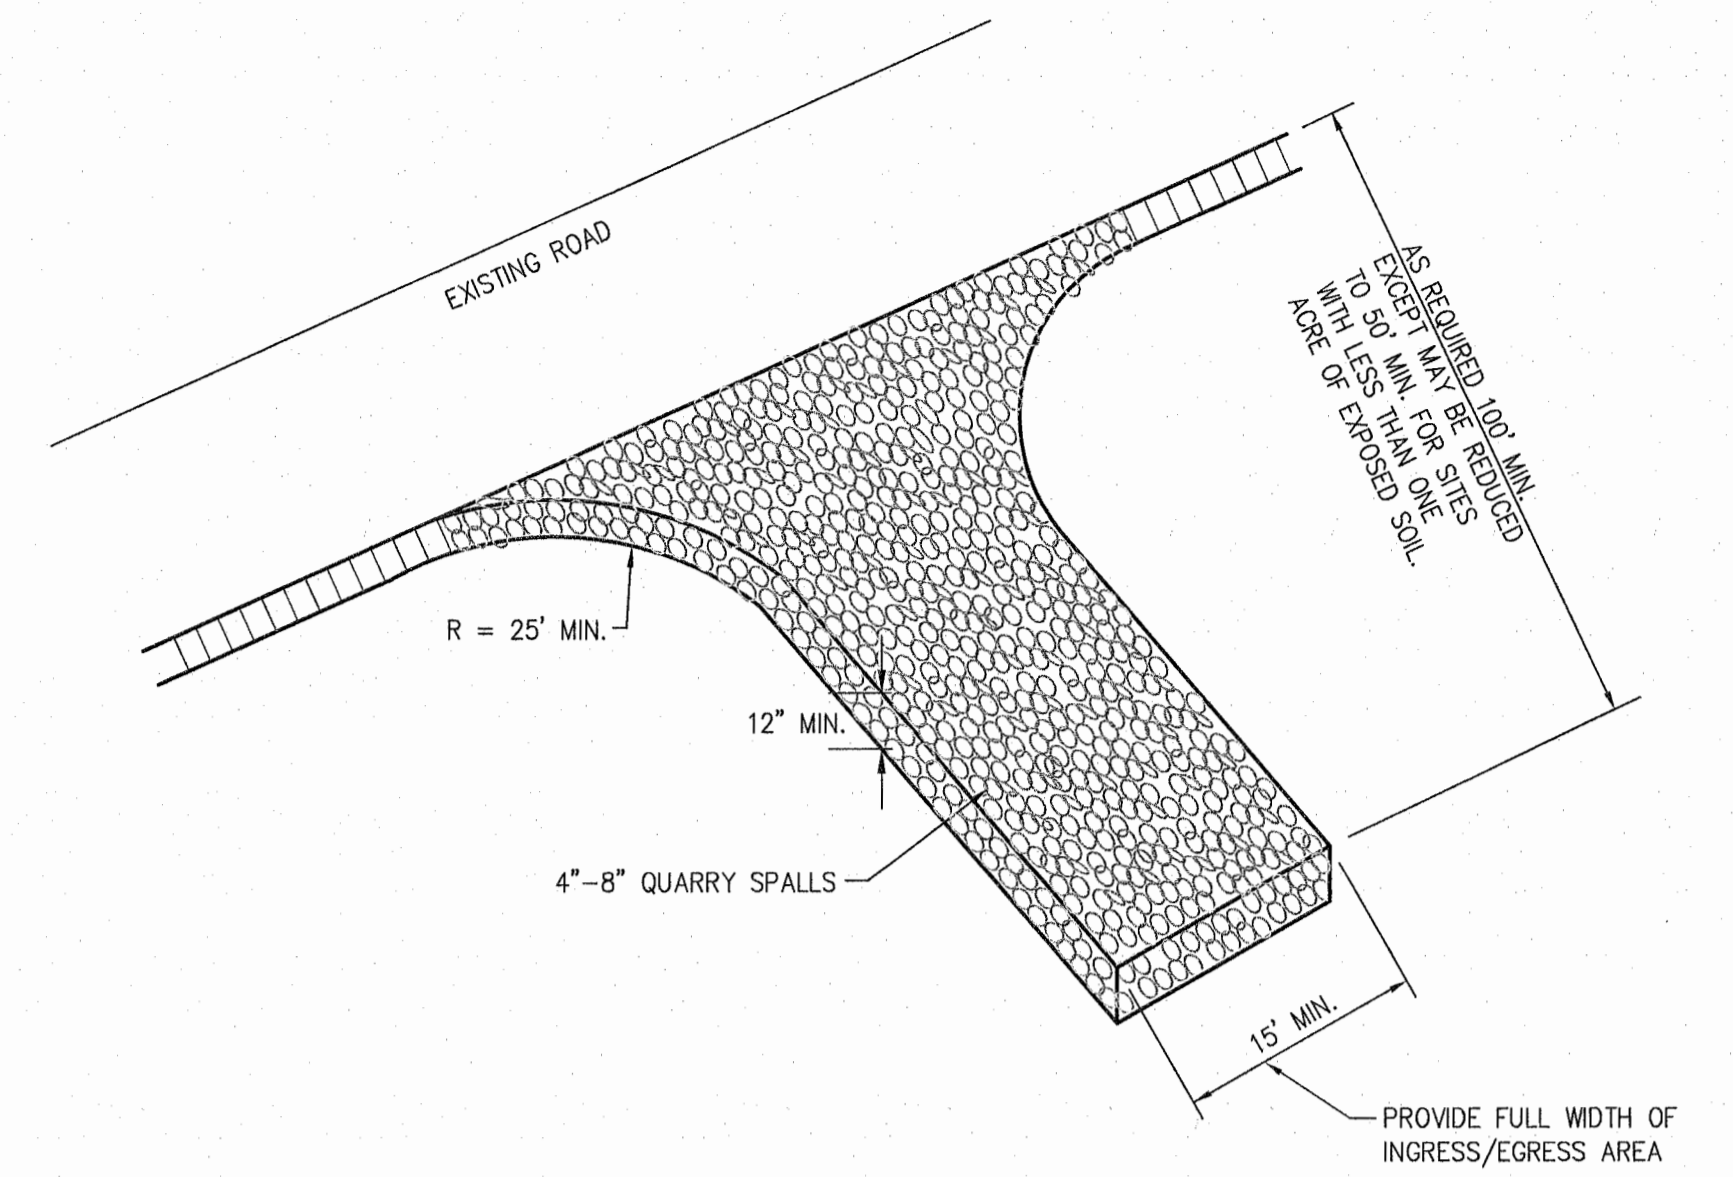 EXISTING ROAD
AS REQUIRED 100' MIN.
EXCEPT MAY BE REDUCED
TO 50' MIN. FOR SITES
WITH LESS THAN ONE
ACRE OF EXPOSED SOIL.
R = 25' MIN.
12" MIN.
4"-8" QUARRY SPALLS
15' MIN.
PROVIDE FULL WIDTH OF
INGRESS/EGRESS AREA